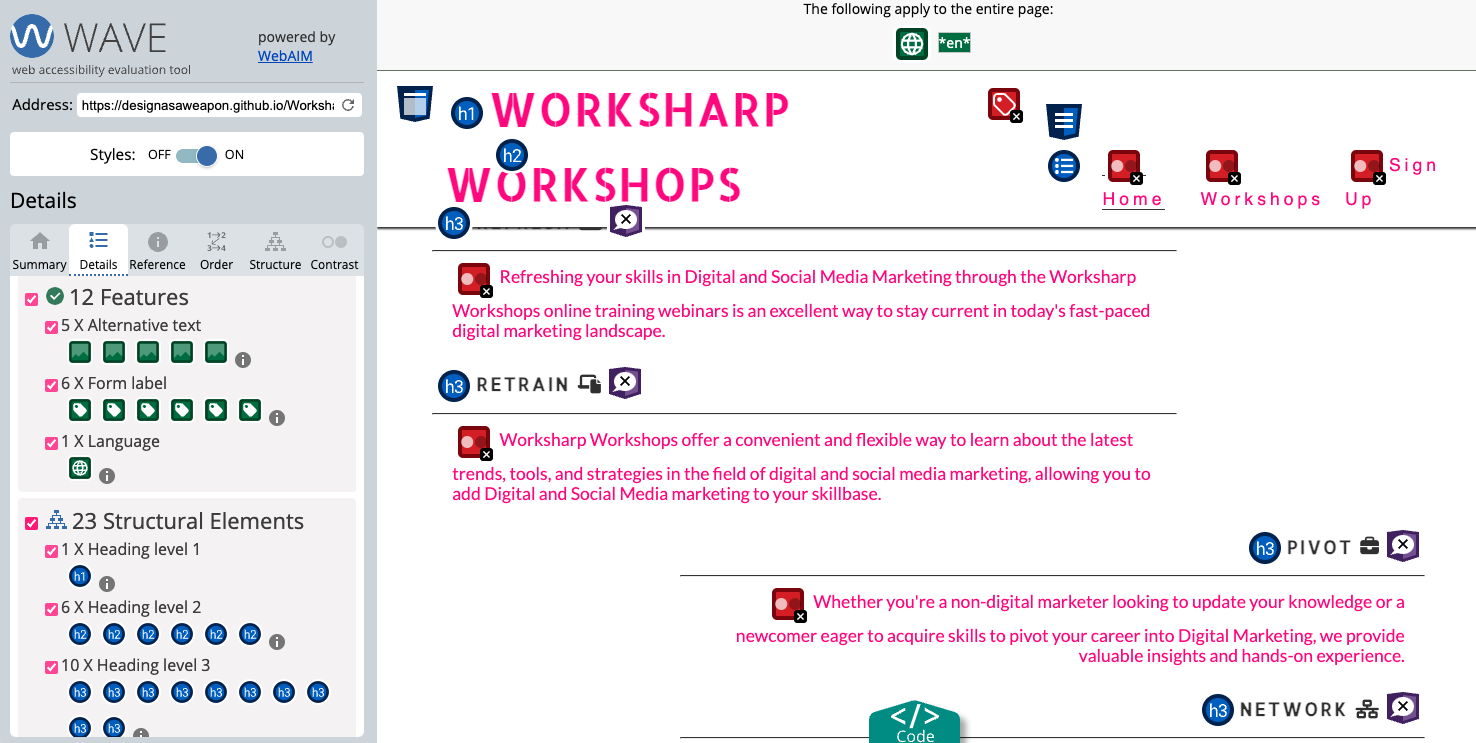 WAVE
powered by
WebAIM
web accessibility evaluation tool
Address: https://designasaweapon.github.io/Worksha
Styles: OFF ON
Details
Summary Details Reference Order Structure Contrast
12 Features
5 X Alternative text
6 X Form label
1 X Language
23 Structural Elements
1 X Heading level 1
h1
6 X Heading level 2
h2 h2 h2 h2 h2 h2
10 X Heading level 3
h3 h3 h3 h3 h3 h3 h3 h3
h3 h3
The following apply to the entire page:
*en*
h1 WORKSHARP
h2
WORKSHOPS
Home Workshops Sign
Up
h3
Refreshing your skills in Digital and Social Media Marketing through the Worksharp
Workshops online training webinars is an excellent way to stay current in today's fast-paced
digital marketing landscape.
h3 RETRAIN
Worksharp Workshops offer a convenient and flexible way to learn about the latest
trends, tools, and strategies in the field of digital and social media marketing, allowing you to
add Digital and Social Media marketing to your skillbase.
h3 PIVOT
Whether you're a non-digital marketer looking to update your knowledge or a
newcomer eager to acquire skills to pivot your career into Digital Marketing, we provide
valuable insights and hands-on experience.
h3 NETWORK
</>
Code